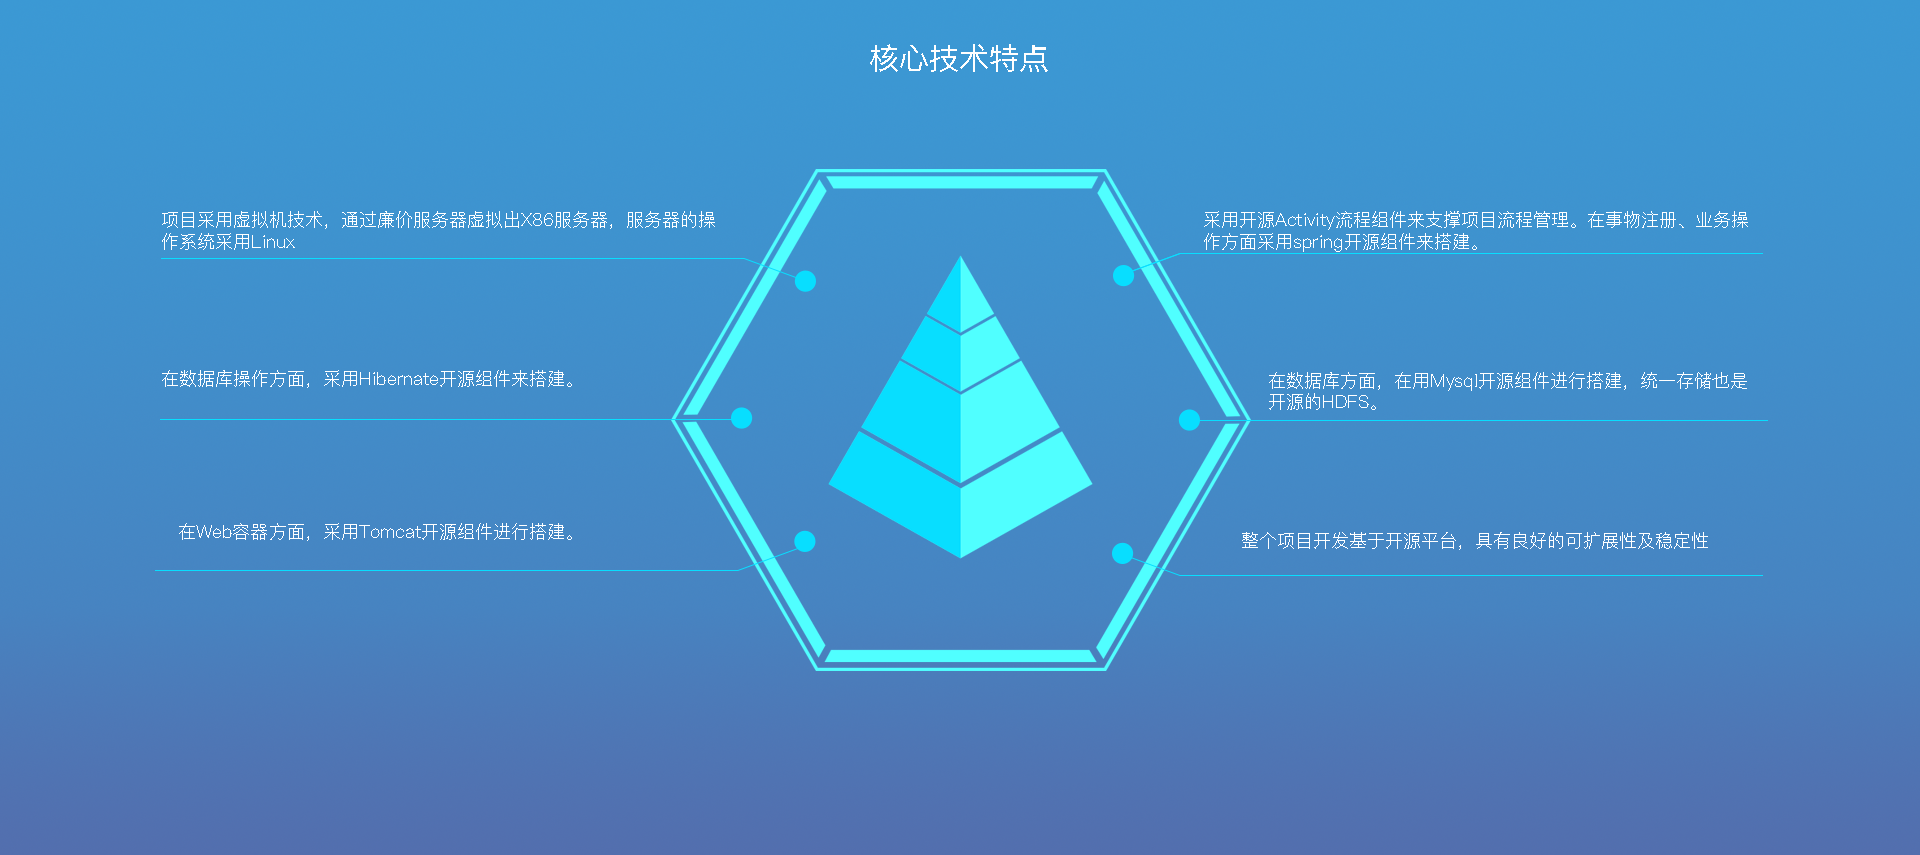 核心技术特点
项目采用虚拟机技术，通过廉价服务器虚拟出X86服务器，服务器的操
作系统采用Linux
采用开源Activity流程组件来支撑项目流程管理。在事物注册、业务操
作方面采用spring开源组件来搭建。
在数据库操作方面，采用Hibernate开源组件来搭建。
在数据库方面，在用Mysql开源组件进行搭建，统一存储也是
开源的HDFS。
在Web容器方面，采用Tomcat开源组件进行搭建。
整个项目开发基于开源平台，具有良好的可扩展性及稳定性